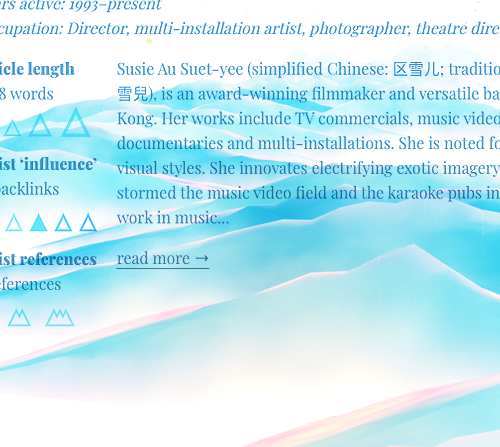 ers active: 1993–present
cupation: Director, multi-installation artist, photographer, theatre dire
icle length
8 words
ist ‘influence’
backlinks
ist references
eferences
Susie Au Suet-yee (simplified Chinese: 区雪儿; traditio
雪兒), is an award-winning filmmaker and versatile ba
Kong. Her works include TV commercials, music video
documentaries and multi-installations. She is noted fo
visual styles. She innovates electrifying exotic imagery
stormed the music video field and the karaoke pubs in
work in music...
read more →